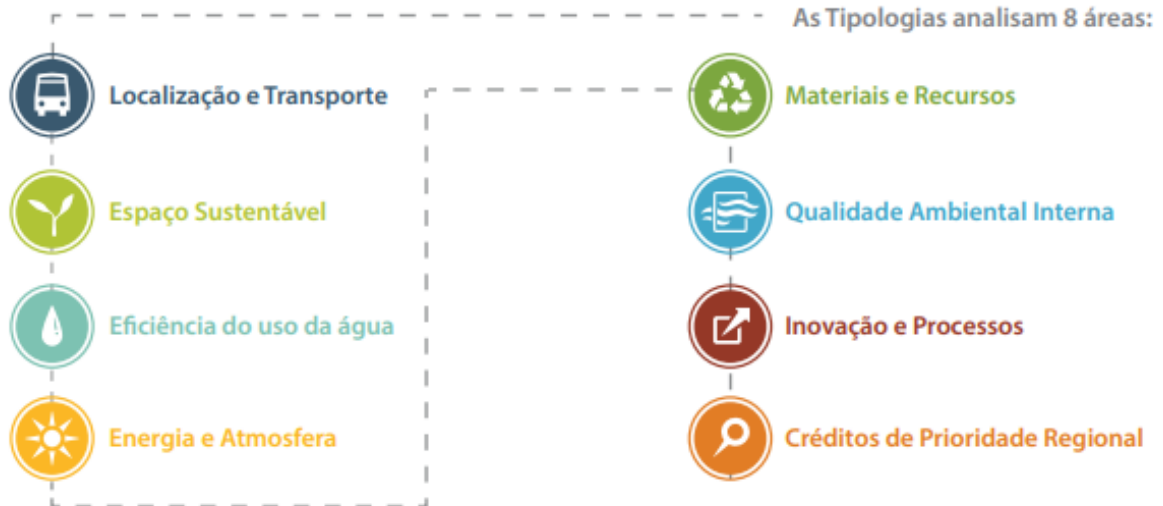 As Tipologias analisam 8 áreas:
Localização e Transporte
Espaço Sustentável
Eficiência do uso da água
Energia e Atmosfera
Materiais e Recursos
Qualidade Ambiental Interna
Inovação e Processos
Créditos de Prioridade Regional